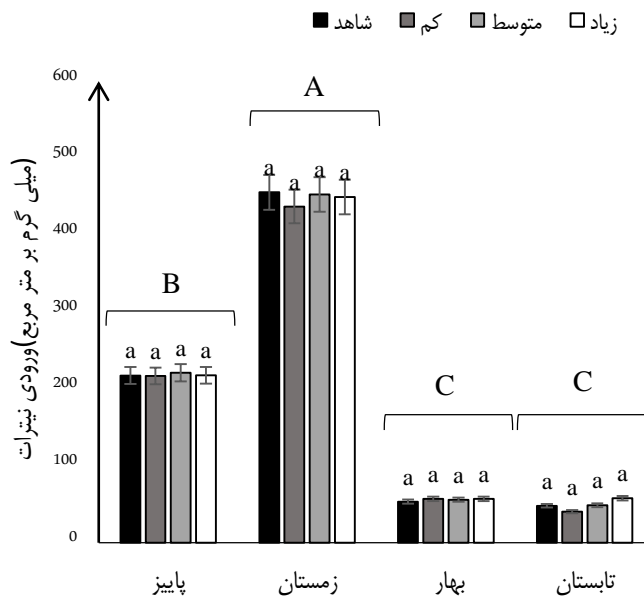 شاهد کم متوسط زیاد
600
500
400
300
200
100
0
ورودی نیترات(میلی گرم بر متر مربع)
A
a a a a
B
a a a a
C
a a a a
C
a a a a
پاییز زمستان بهار تابستان